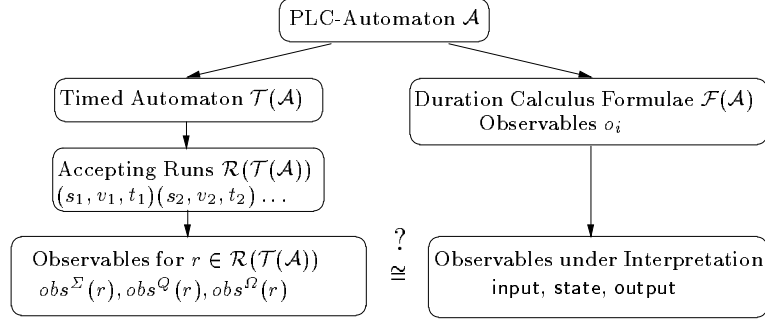 PLC-Automaton 𝒜
Timed Automaton 𝒯(𝒜)
Duration Calculus Formulae ℱ(𝒜)
Observables oᵢ
Accepting Runs ℛ(𝒯(𝒜))
(s₁, v₁, t₁)(s₂, v₂, t₂) …
Observables for r ∈ ℛ(𝒯(𝒜))
obs^Σ(r), obs^Q(r), obs^Ω(r)
?
≅
Observables under Interpretation
input, state, output